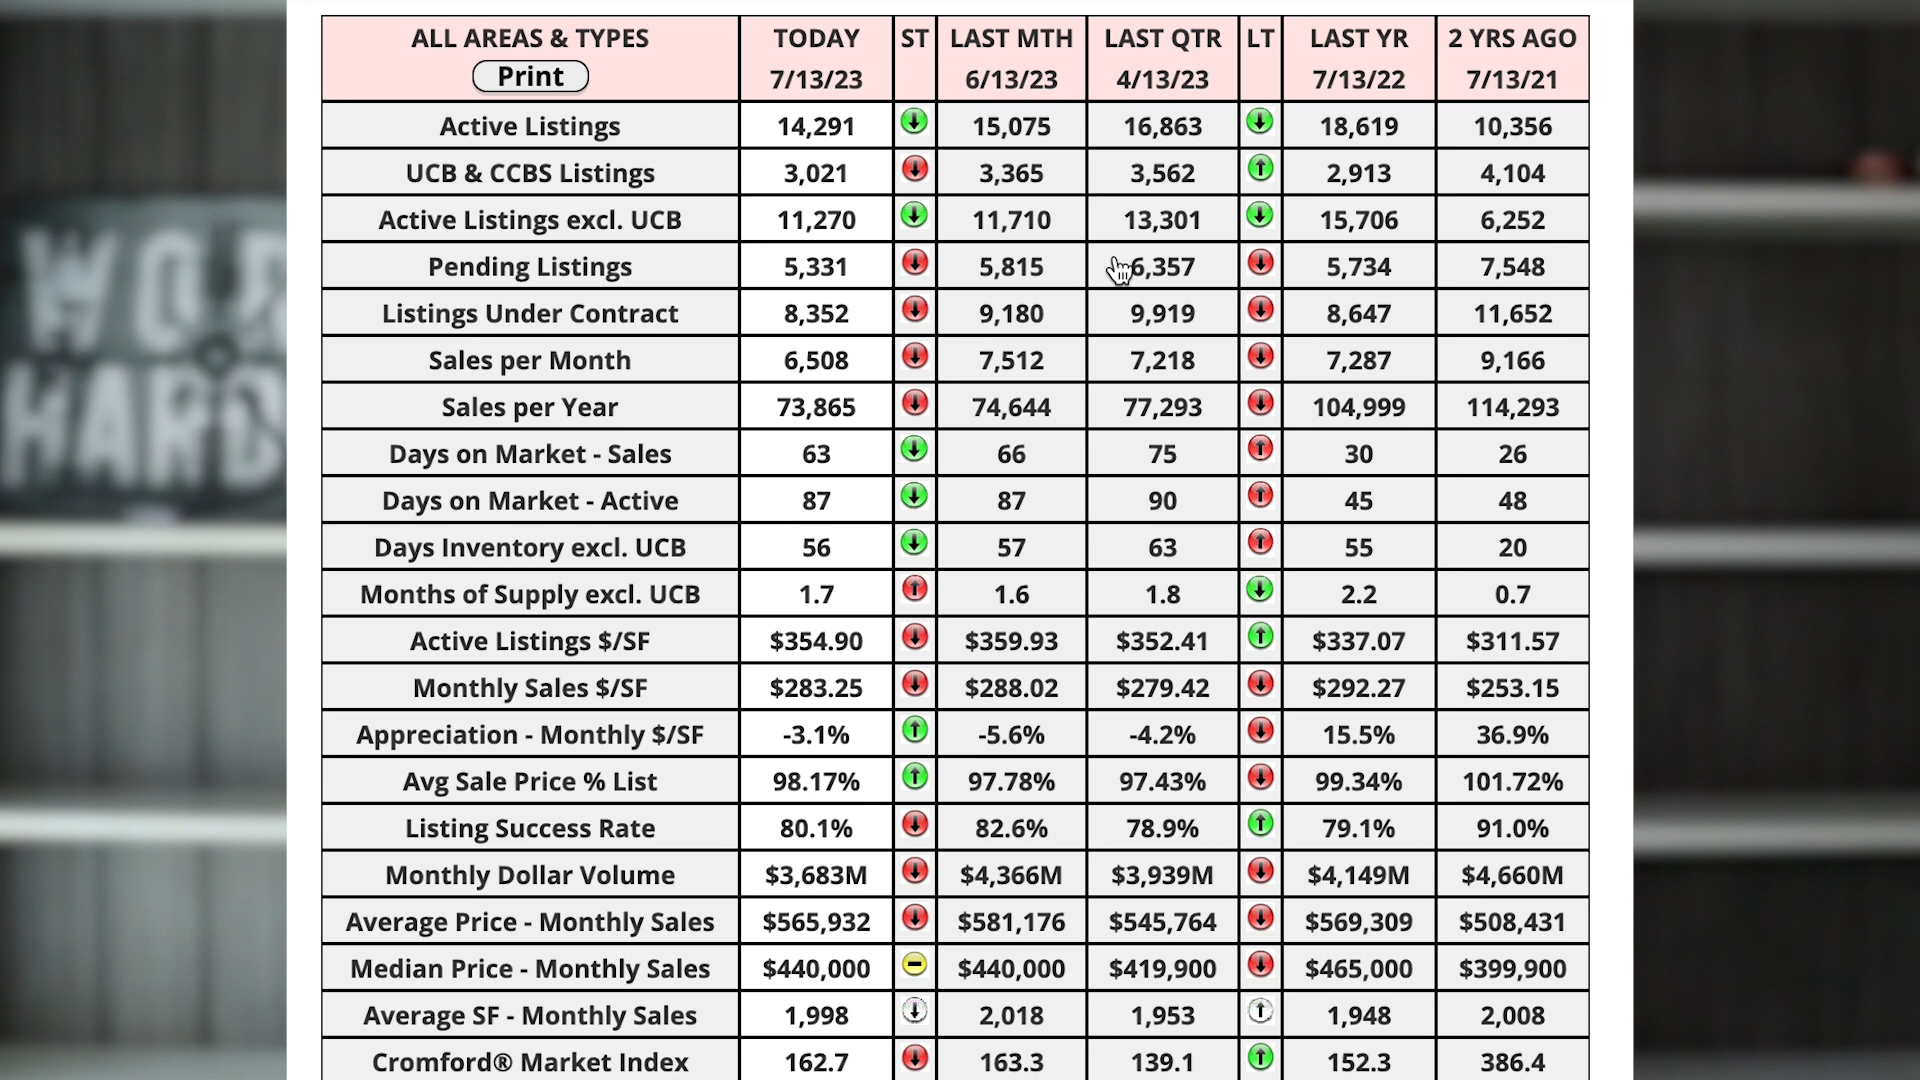 ALL AREAS & TYPES TODAY ST LAST MTH LAST QTR LT LAST YR 2 YRS AGO
Print 7/13/23 6/13/23 4/13/23 7/13/22 7/13/21
Active Listings 14,291 15,075 16,863 18,619 10,356
UCB & CCBS Listings 3,021 3,365 3,562 2,913 4,104
Active Listings excl. UCB 11,270 11,710 13,301 15,706 6,252
Pending Listings 5,331 5,815 6,357 5,734 7,548
Listings Under Contract 8,352 9,180 9,919 8,647 11,652
Sales per Month 6,508 7,512 7,218 7,287 9,166
Sales per Year 73,865 74,644 77,293 104,999 114,293
Days on Market - Sales 63 66 75 30 26
Days on Market - Active 87 87 90 45 48
Days Inventory excl. UCB 56 57 63 55 20
Months of Supply excl. UCB 1.7 1.6 1.8 2.2 0.7
Active Listings $/SF $354.90 $359.93 $352.41 $337.07 $311.57
Monthly Sales $/SF $283.25 $288.02 $279.42 $292.27 $253.15
Appreciation - Monthly $/SF -3.1% -5.6% -4.2% 15.5% 36.9%
Avg Sale Price % List 98.17% 97.78% 97.43% 99.34% 101.72%
Listing Success Rate 80.1% 82.6% 78.9% 79.1% 91.0%
Monthly Dollar Volume $3,683M $4,366M $3,939M $4,149M $4,660M
Average Price - Monthly Sales $565,932 $581,176 $545,764 $569,309 $508,431
Median Price - Monthly Sales $440,000 $440,000 $419,900 $465,000 $399,900
Average SF - Monthly Sales 1,998 2,018 1,953 1,948 2,008
Cromford® Market Index 162.7 163.3 139.1 152.3 386.4
HARD